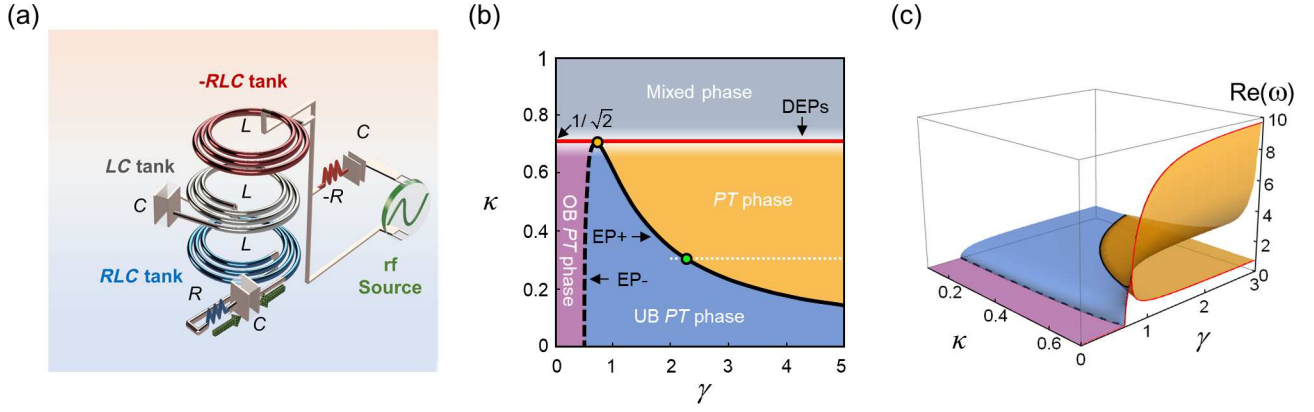 (a)
-RLC tank
L
C
LC tank
L
C
-R
L
RLC tank
rf
Source
R
C
(b)
1
Mixed phase
DEPs
0.8
1/√2
0.6
κ
PT phase
OB PT phase
EP+
0.4
EP-
0.2
UB PT phase
0
0 1 2 3 4 5
γ
(c)
Re(ω)
10
8
6
4
2
0
0.2
0.4
0.6
κ
0
1
2
3
γ